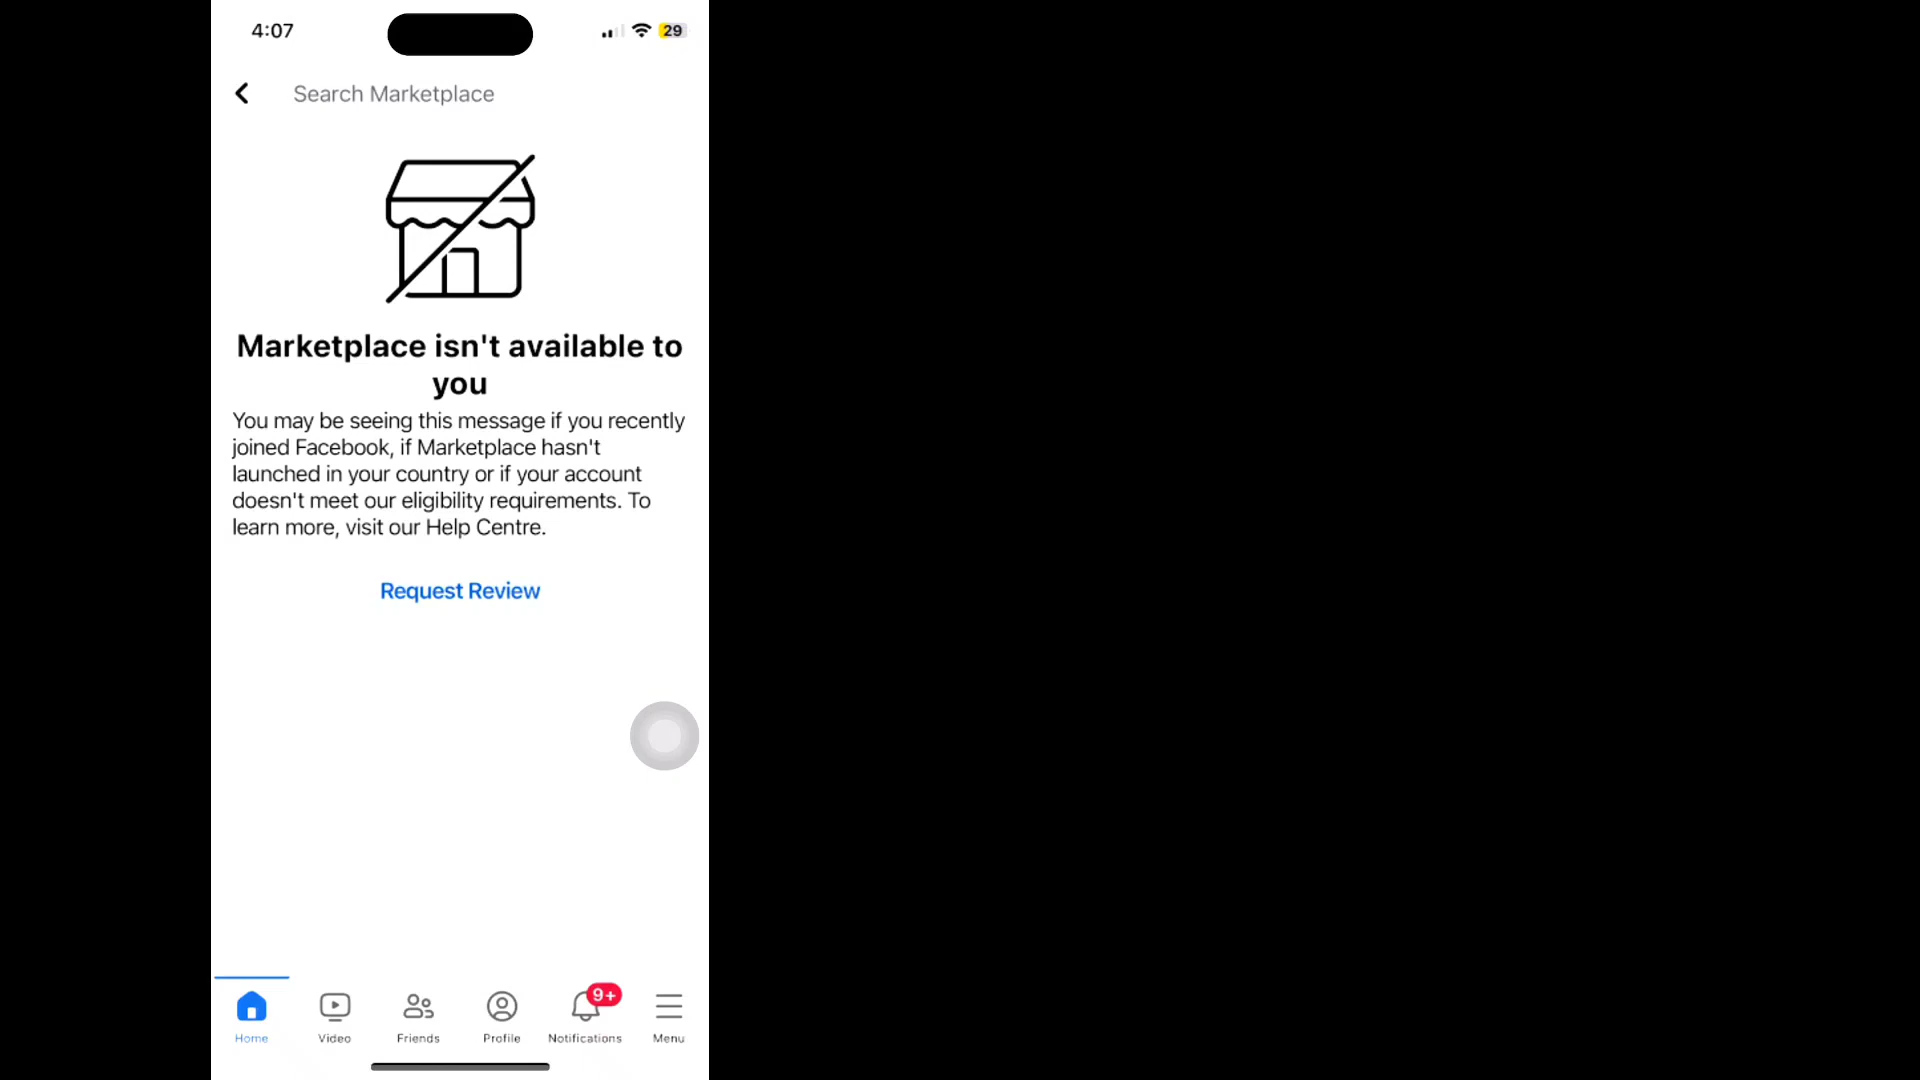 4:07
29
Search Marketplace
Marketplace isn't available to
you
You may be seeing this message if you recently
joined Facebook, if Marketplace hasn't
launched in your country or if your account
doesn't meet our eligibility requirements. To
learn more, visit our Help Centre.
Request Review
9+
Home Video Friends Profile Notifications Menu